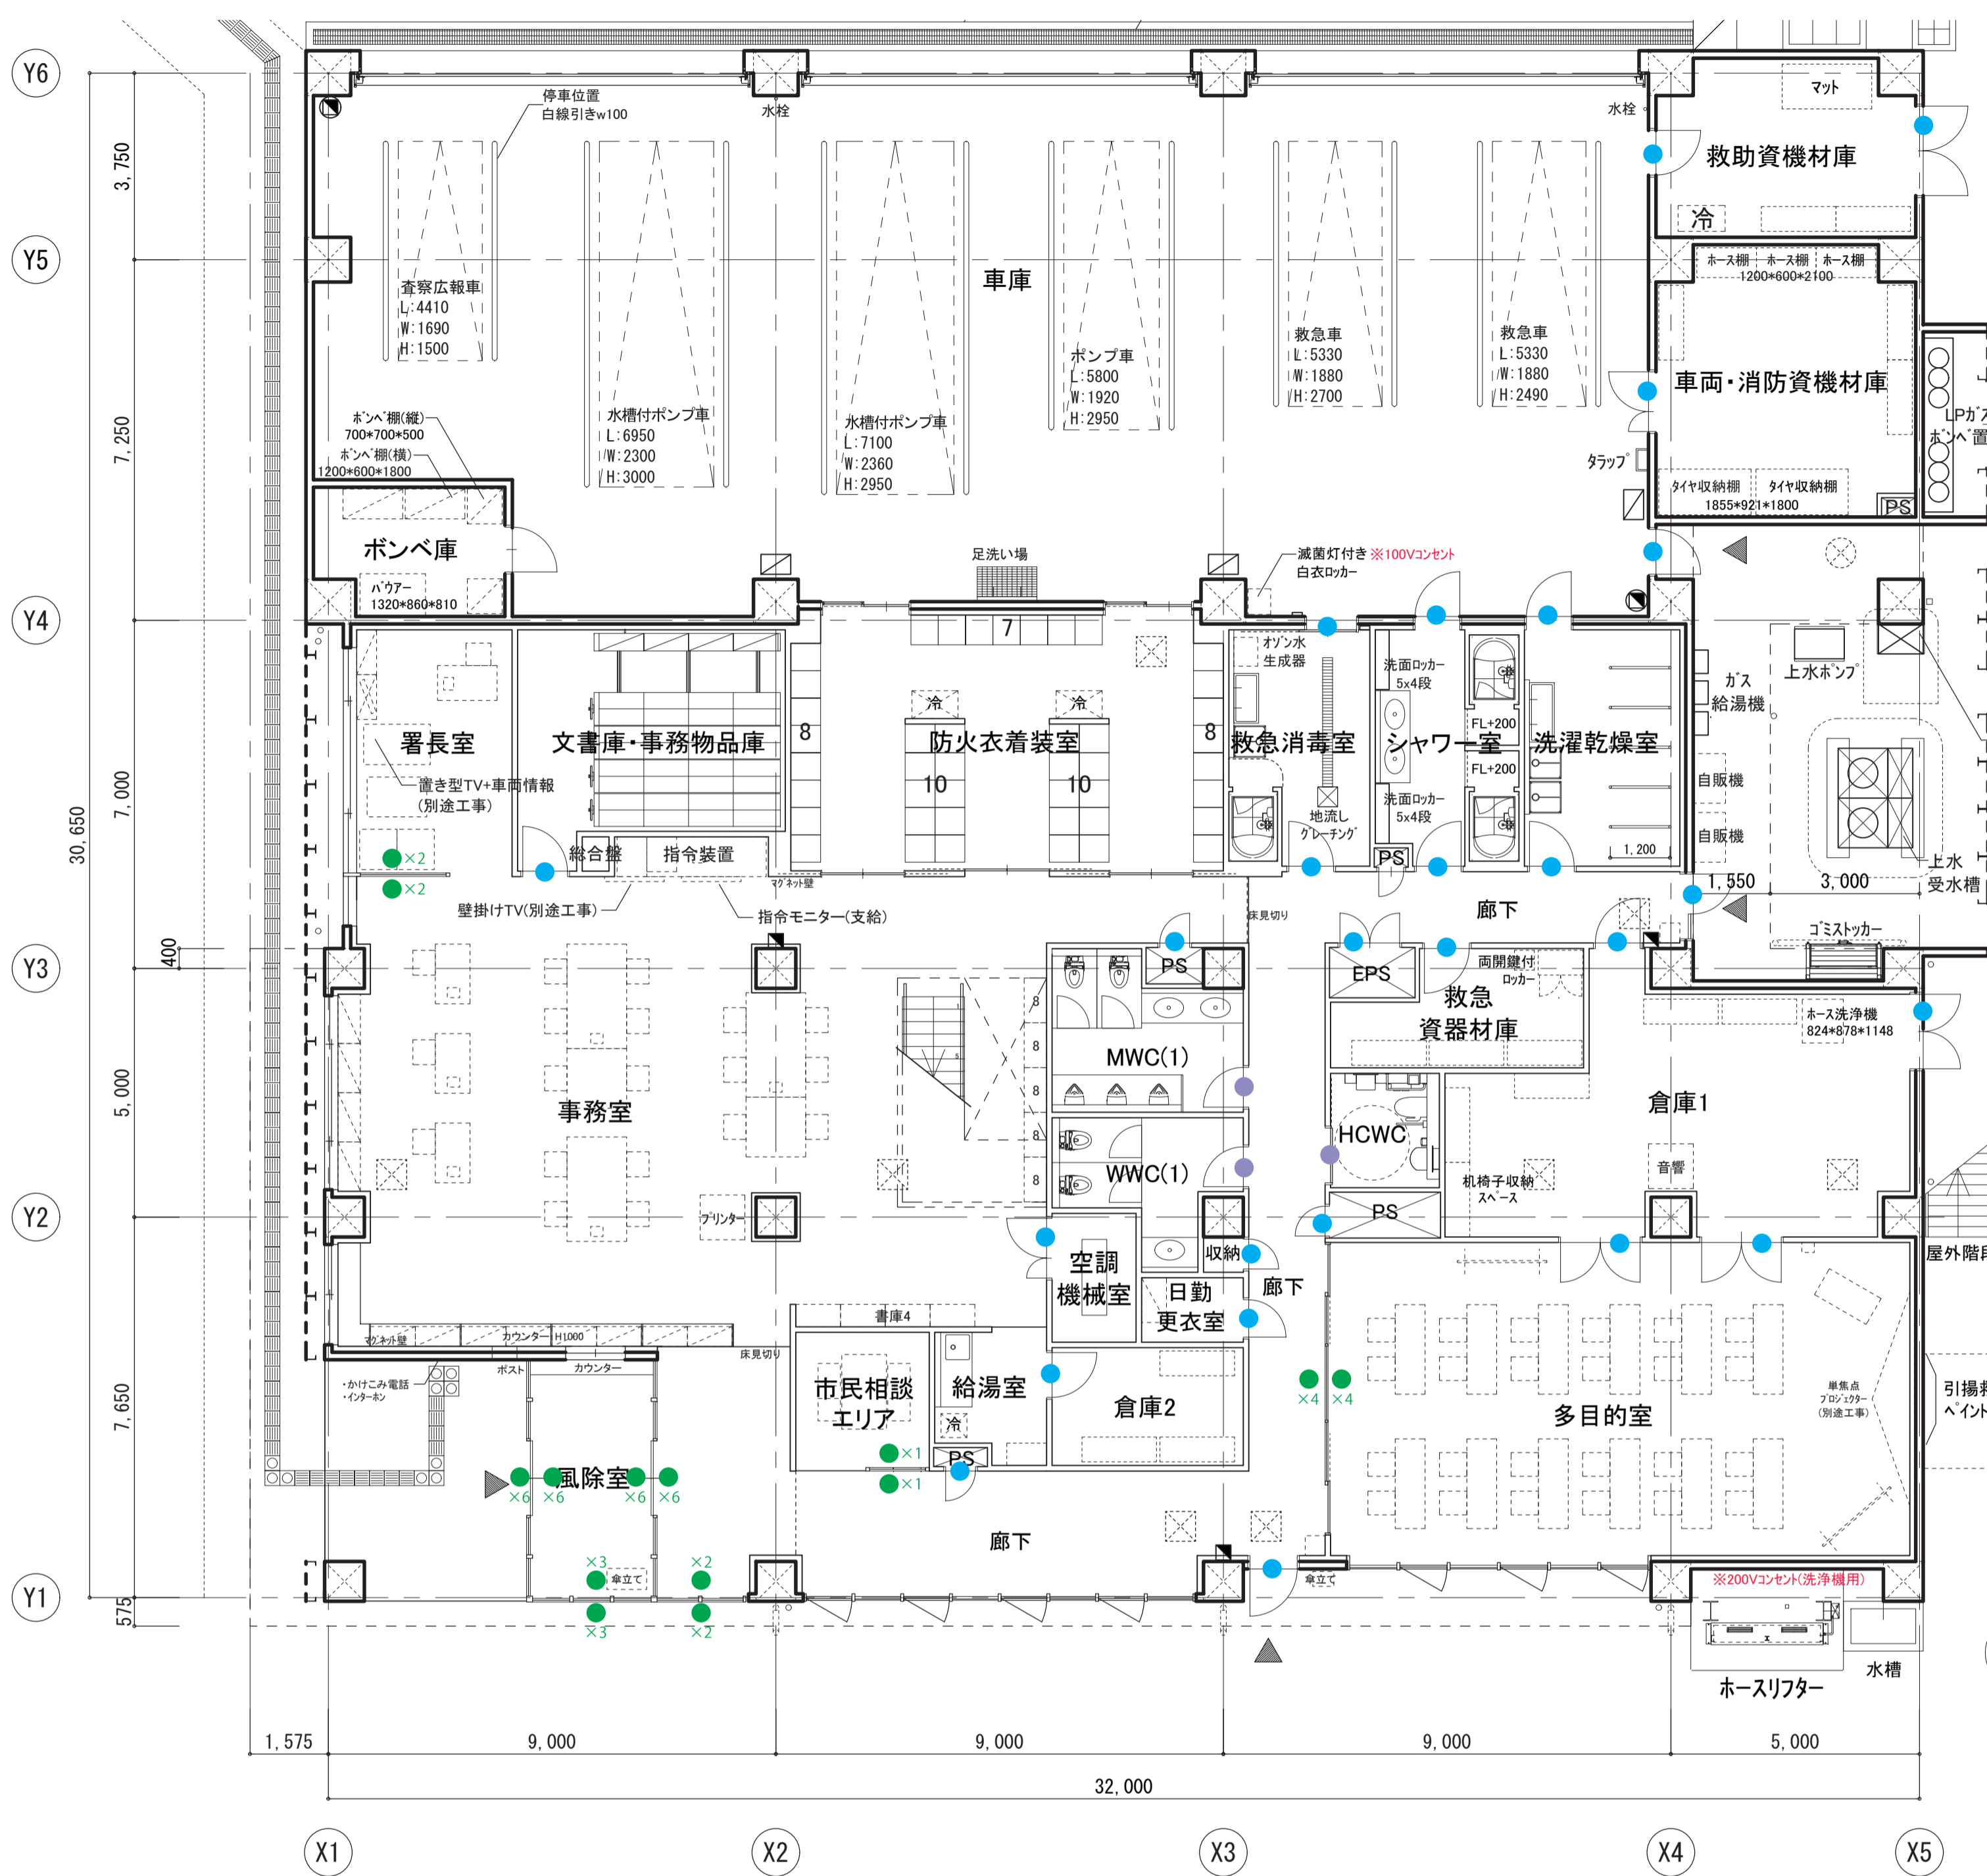 Y6
Y5
Y4
Y3
Y2
Y1
3,750
7,250
7,000
400
5,000
7,650
575
30,650
停車位置
白線引きw100
水栓
水栓
マット
救助資機材庫
冷
ホース棚
ホース棚
ホース棚
1200*600*2100
車庫
査察広報車
L:4410
W:1690
H:1500
水槽付ポンプ車
L:6950
W:2300
H:3000
水槽付ポンプ車
L:7100
W:2360
H:2950
ポンプ車
L:5800
W:1920
H:2950
救急車
L:5330
W:1880
H:2700
救急車
L:5330
W:1880
H:2490
車両・消防資機材庫
LPガス
ボンベ置
タラップ
タイヤ収納棚
タイヤ収納棚
1855*921*1800
PS
ボンベ棚(縦)
700*700*500
ボンベ棚(横)
1200*600*1800
ボンベ庫
バウアー
1320*860*810
足洗い場
滅菌灯付き ※100Vコンセント
白衣ロッカー
7
8
8
10
10
冷
冷
署長室
文書庫・事務物品庫
防火衣着装室
救急消毒室
シャワー室
洗濯乾燥室
オゾン水
生成器
洗面ロッカー
5x4段
洗面ロッカー
5x4段
FL+200
FL+200
地流し
グレーチング
PS
1,200
ガス
給湯機
上水ポンプ
自販機
自販機
上水
受水槽
1,550
3,000
ゴミストッカー
置き型TV+車両情報
(別途工事)
×2
×2
総合盤
指令装置
マグネット壁
壁掛けTV(別途工事)
指令モニター(支給)
床見切り
廊下
PS
EPS
両開鍵付
ロッカー
救急
資器材庫
ホース洗浄機
824*878*1148
8
8
8
8
8
MWC(1)
WWC(1)
HCWC
倉庫1
音響
机椅子収納
スペース
事務室
プリンター
PS
収納
空調
機械室
日勤
更衣室
廊下
屋外階段
書庫4
マグネット壁
カウンター H1000
床見切り
ポスト
カウンター
・かけこみ電話
・インターホン
市民相談
エリア
給湯室
冷
PS
倉庫2
×4
×4
多目的室
単焦点
プロジェクター
(別途工事)
引揚救
ペイント
×1
×1
風除室
×6
×6
×6
×6
廊下
×3
傘立て
×2
×3
×2
傘立て
※200Vコンセント(洗浄機用)
水槽
ホースリフター
1,575
9,000
9,000
9,000
5,000
32,000
X1
X2
X3
X4
X5